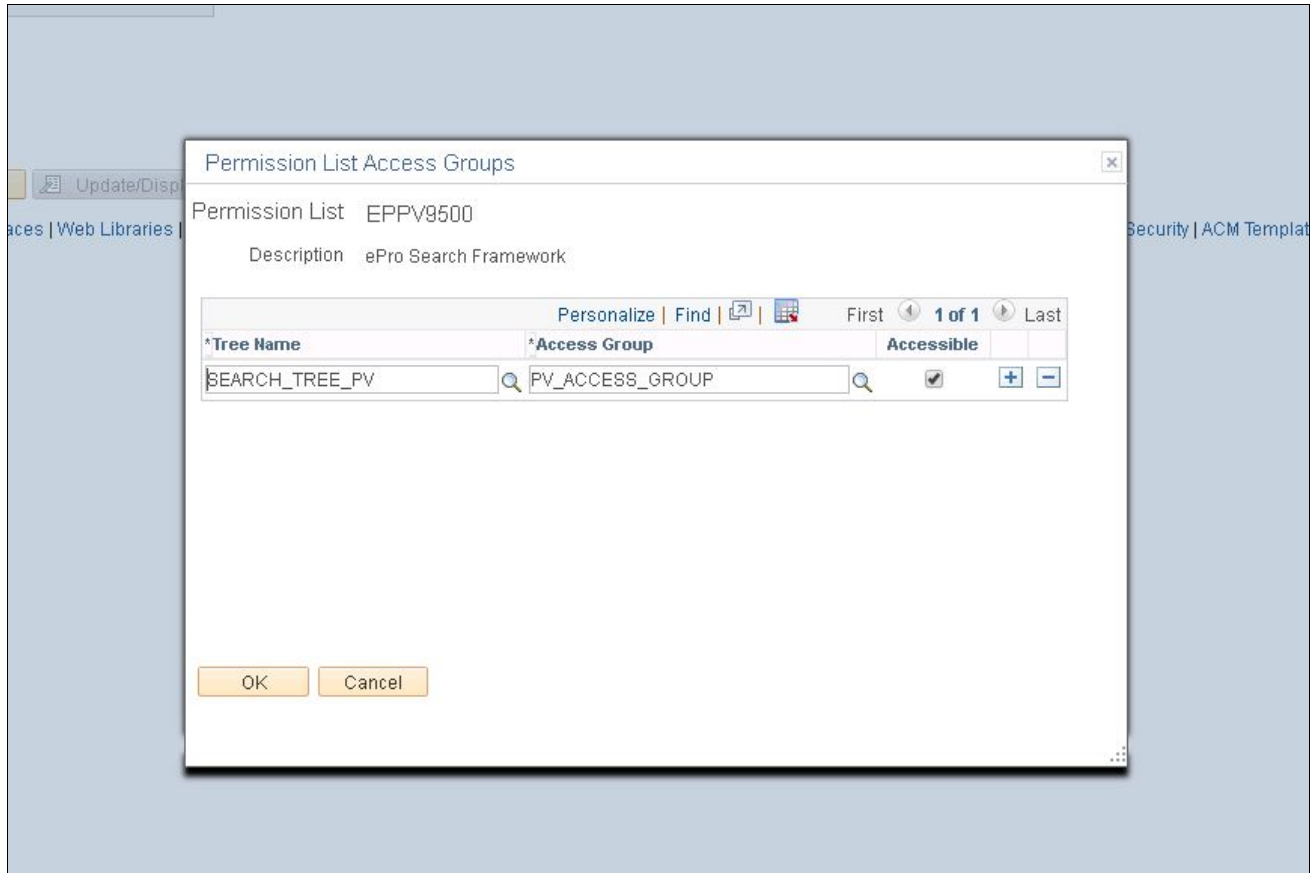 Permission List Access Groups
Update/Disp
Permission List EPPV9500
aces | Web Libraries |
Security | ACM Templat
Description ePro Search Framework
Personalize | Find | | First 1 of 1 Last
*Tree Name *Access Group Accessible
SEARCH_TREE_PV PV_ACCESS_GROUP
OK Cancel